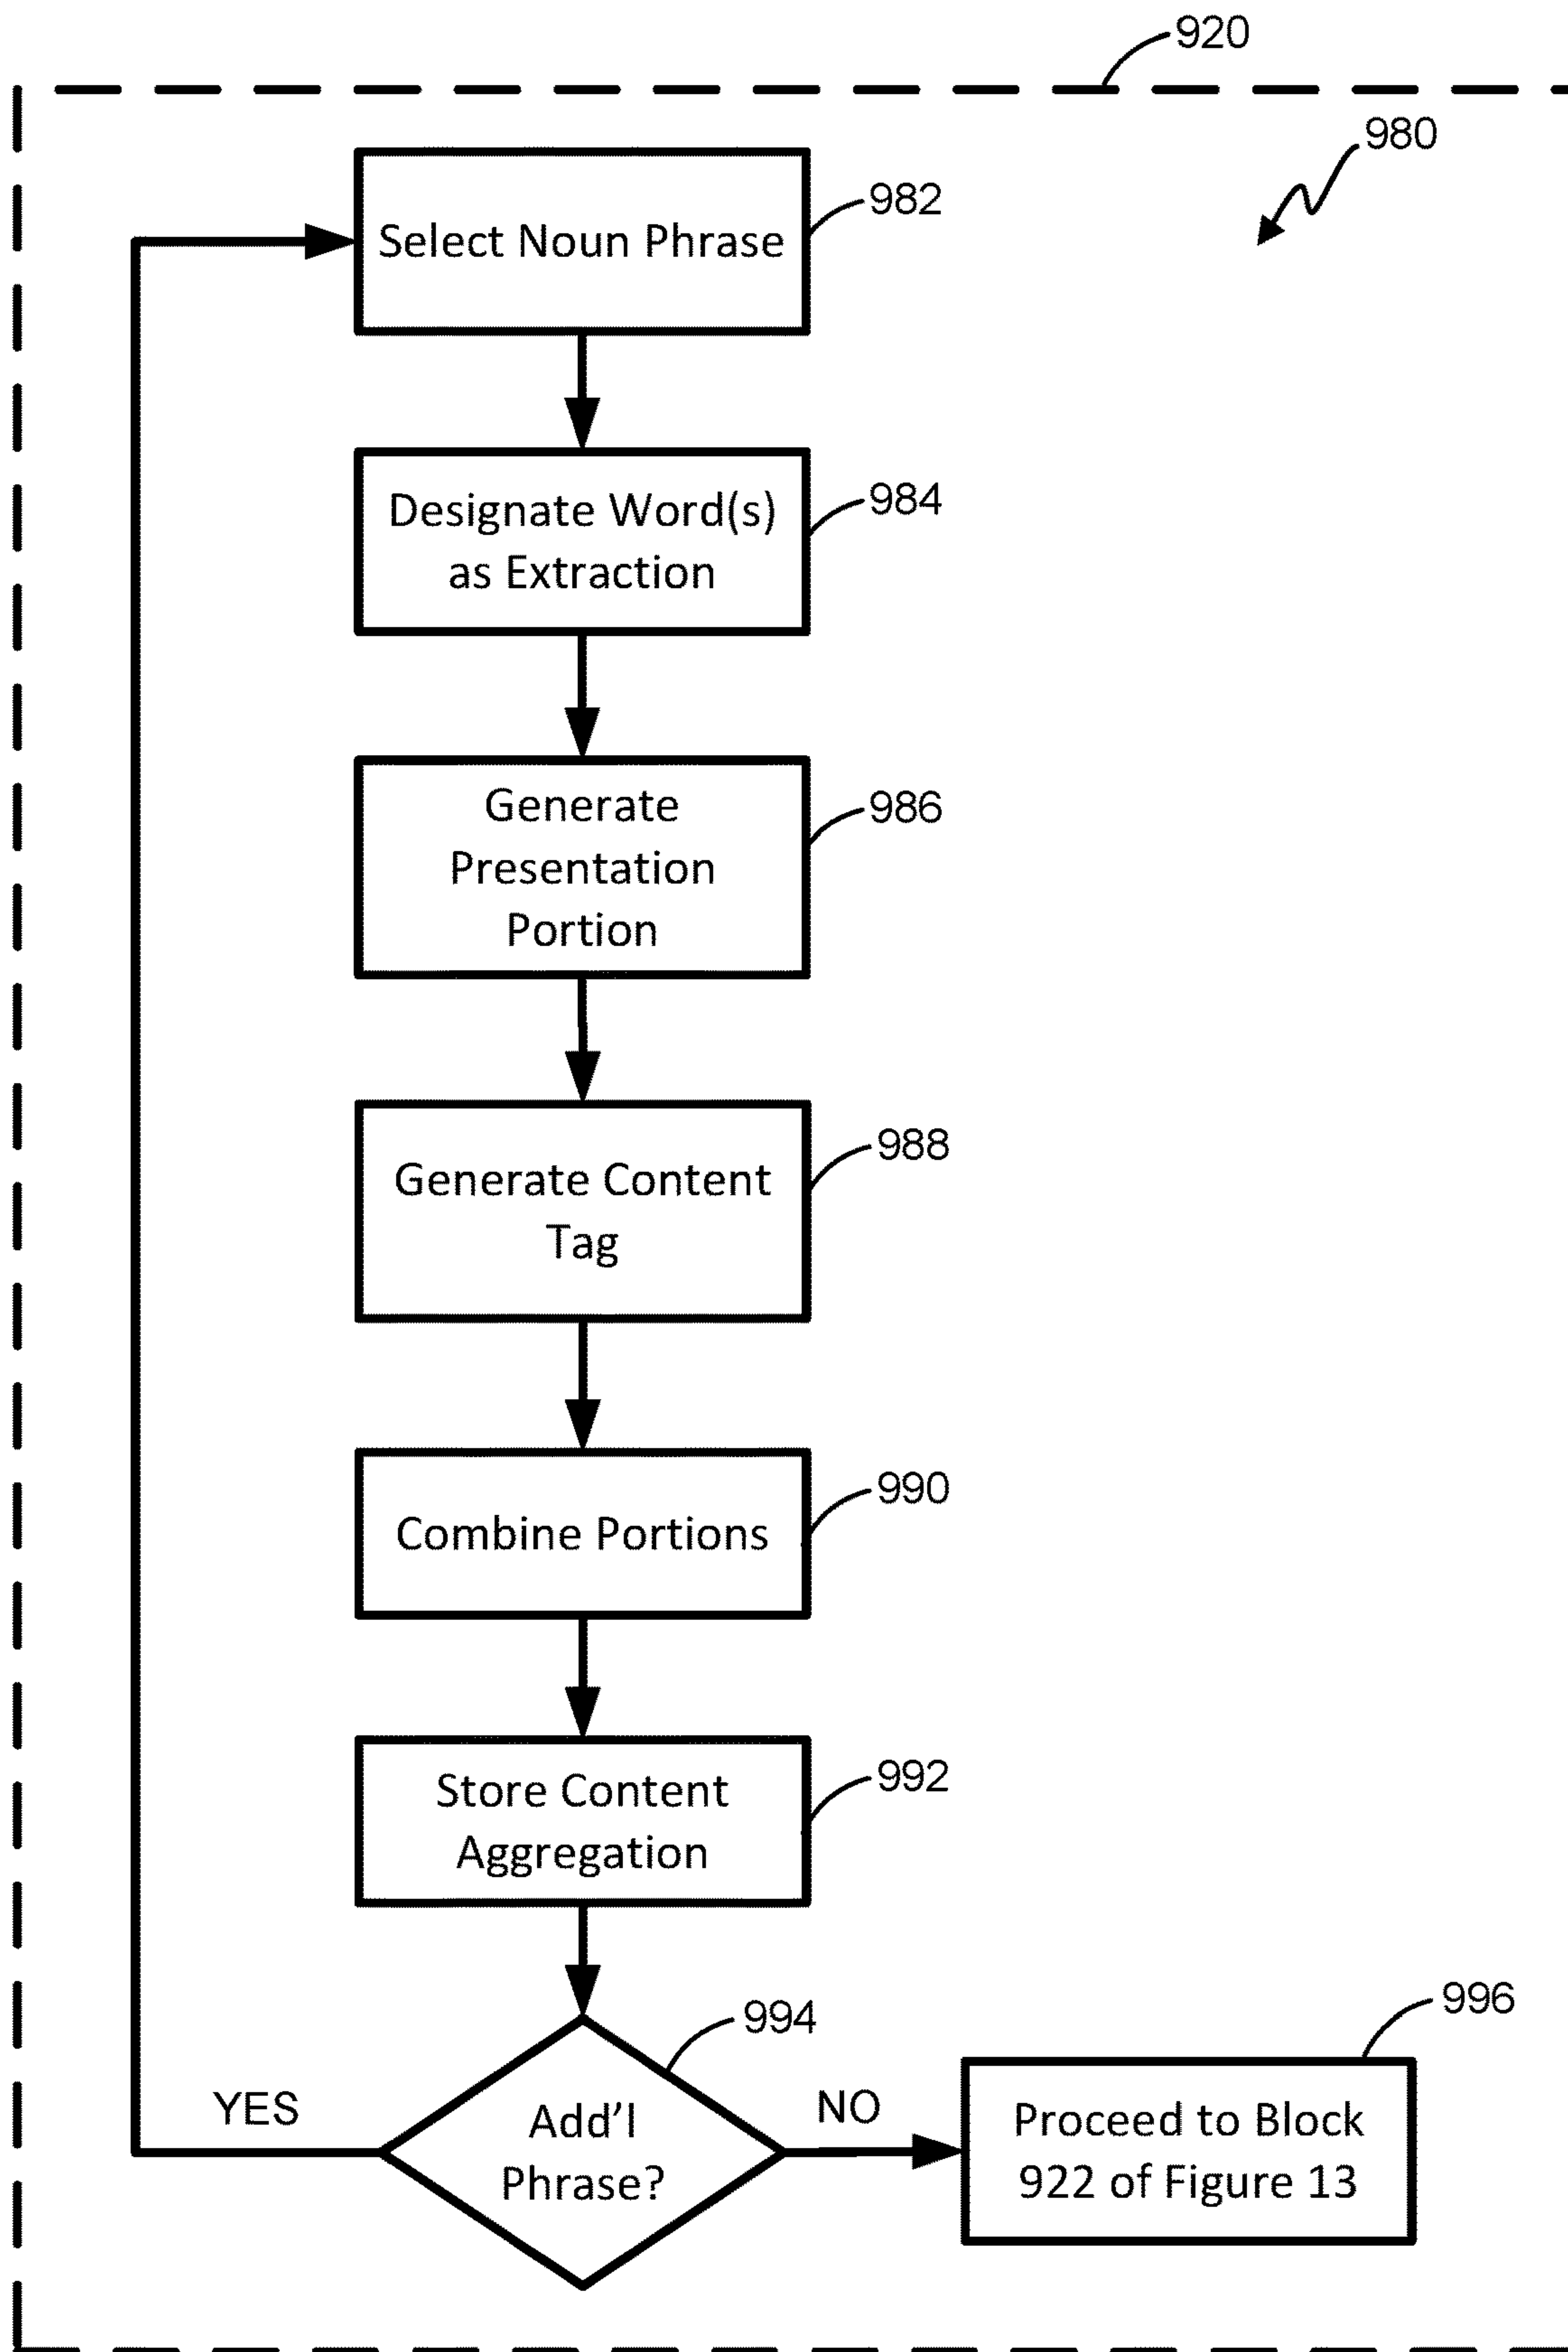 920
980
982
Select Noun Phrase
984
Designate Word(s)
as Extraction
986
Generate
Presentation
Portion
988
Generate Content
Tag
990
Combine Portions
992
Store Content
Aggregation
994
996
YES
NO
Add'l
Phrase?
Proceed to Block
922 of Figure 13